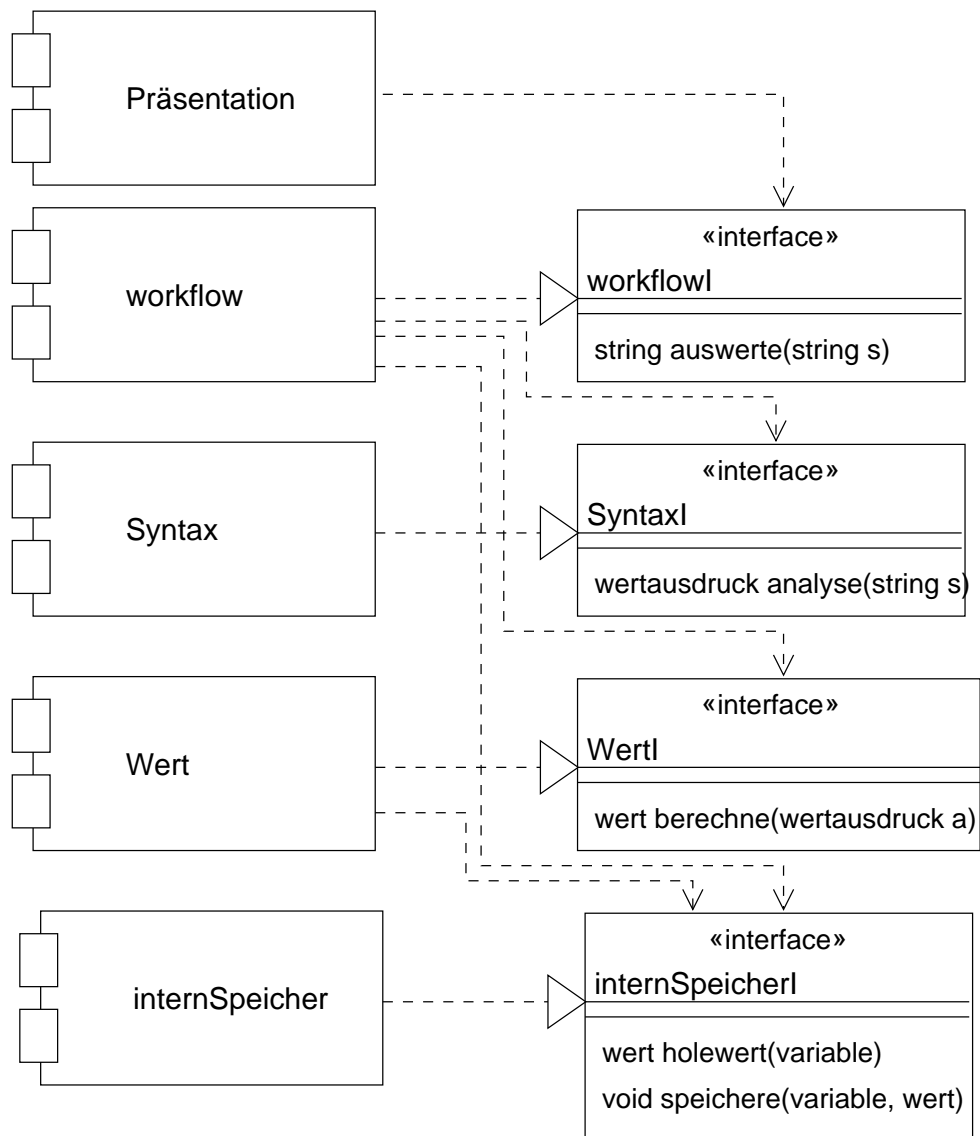 Präsentation
workflow
«interface»
workflowI
string auswerte(string s)
Syntax
«interface»
SyntaxI
wertausdruck analyse(string s)
Wert
«interface»
WertI
wert berechne(wertausdruck a)
internSpeicher
«interface»
internSpeicherI
wert holewert(variable)
void speichere(variable, wert)